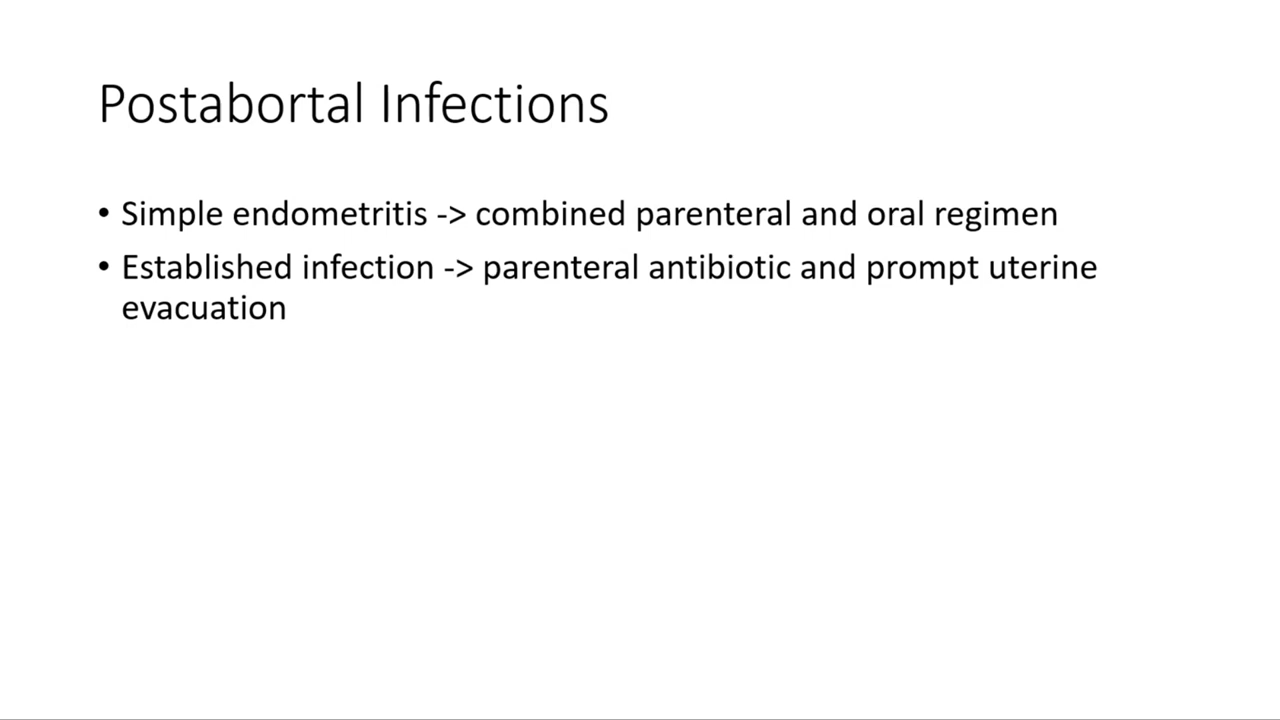 Postabortal Infections
• Simple endometritis -> combined parenteral and oral regimen
• Established infection -> parenteral antibiotic and prompt uterine
evacuation